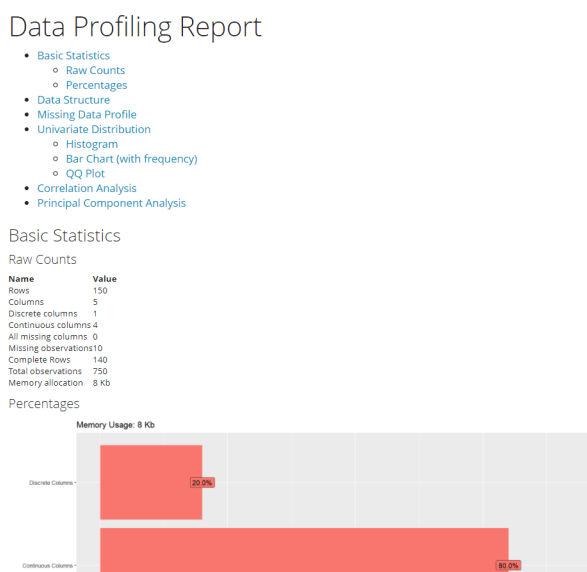 Data Profiling Report
Basic Statistics
Raw Counts
Percentages
Data Structure
Missing Data Profile
Univariate Distribution
Histogram
Bar Chart (with frequency)
QQ Plot
Correlation Analysis
Principal Component Analysis
Basic Statistics
Raw Counts
Name Value
Rows 150
Columns 5
Discrete columns 1
Continuous columns 4
All missing columns 0
Missing observations10
Complete Rows 140
Total observations 750
Memory allocation 8 Kb
Percentages
Memory Usage: 8 Kb
Discrete Columns
20.0%
Continuous Columns
80.0%